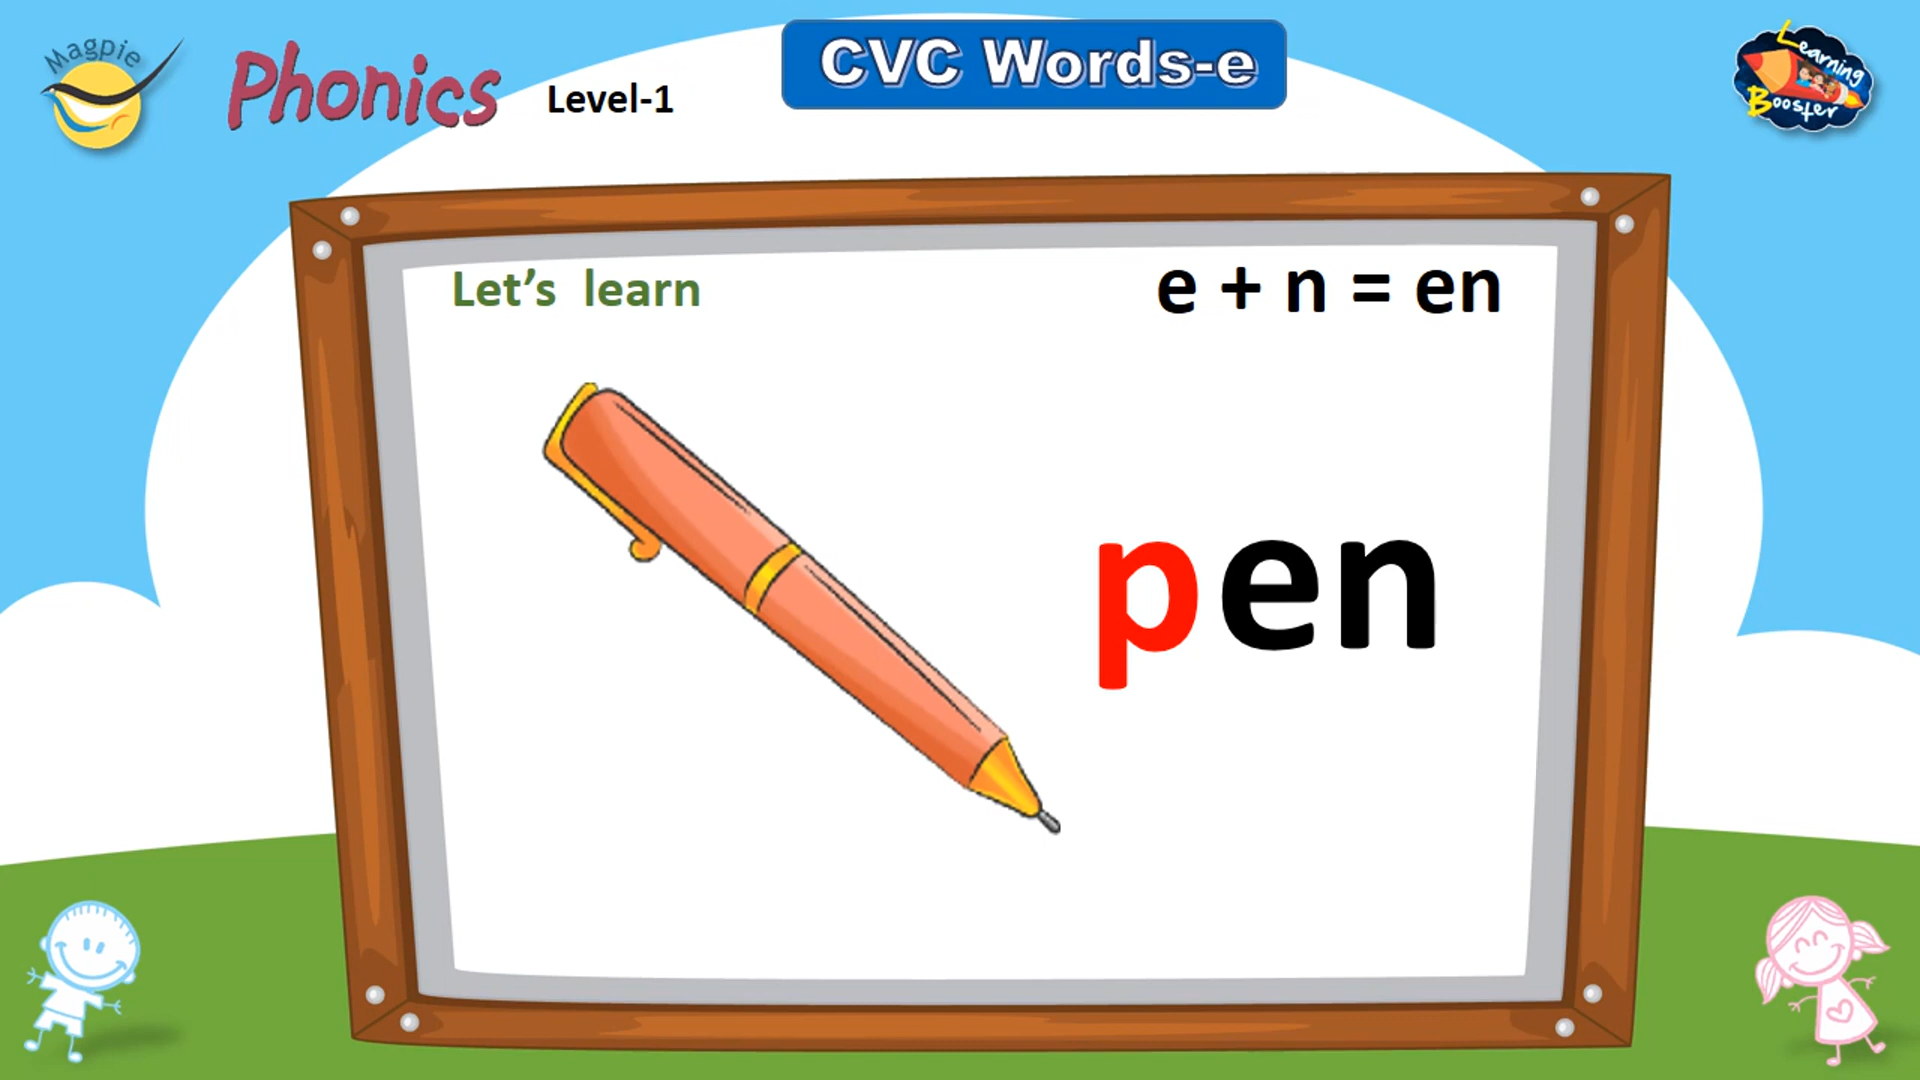 Magpie
Phonics
Level-1
CVC Words-e
Learning
Booster
Let's learn
e + n = en
pen